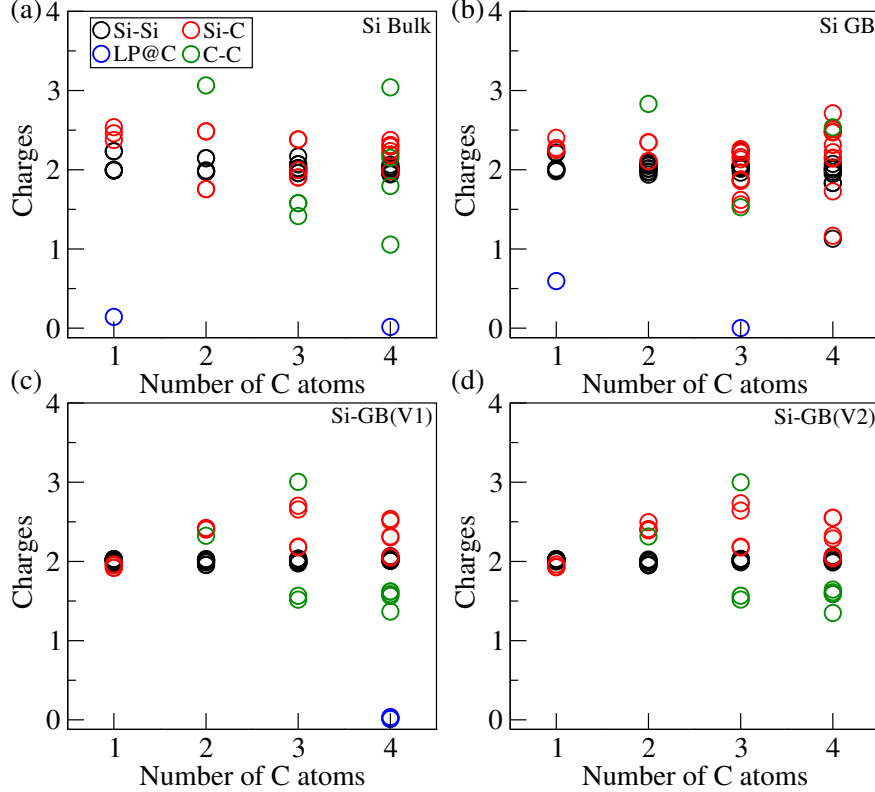 (a)
4
Si-Si
Si-C
Si Bulk
LP@C
C-C
3
2
1
0
Charges
1
2
3
4
Number of C atoms
(b)
4
Si GB
3
2
1
0
Charges
1
2
3
4
Number of C atoms
(c)
4
Si-GB(V1)
3
2
1
0
Charges
1
2
3
4
Number of C atoms
(d)
4
Si-GB(V2)
3
2
1
0
Charges
1
2
3
4
Number of C atoms